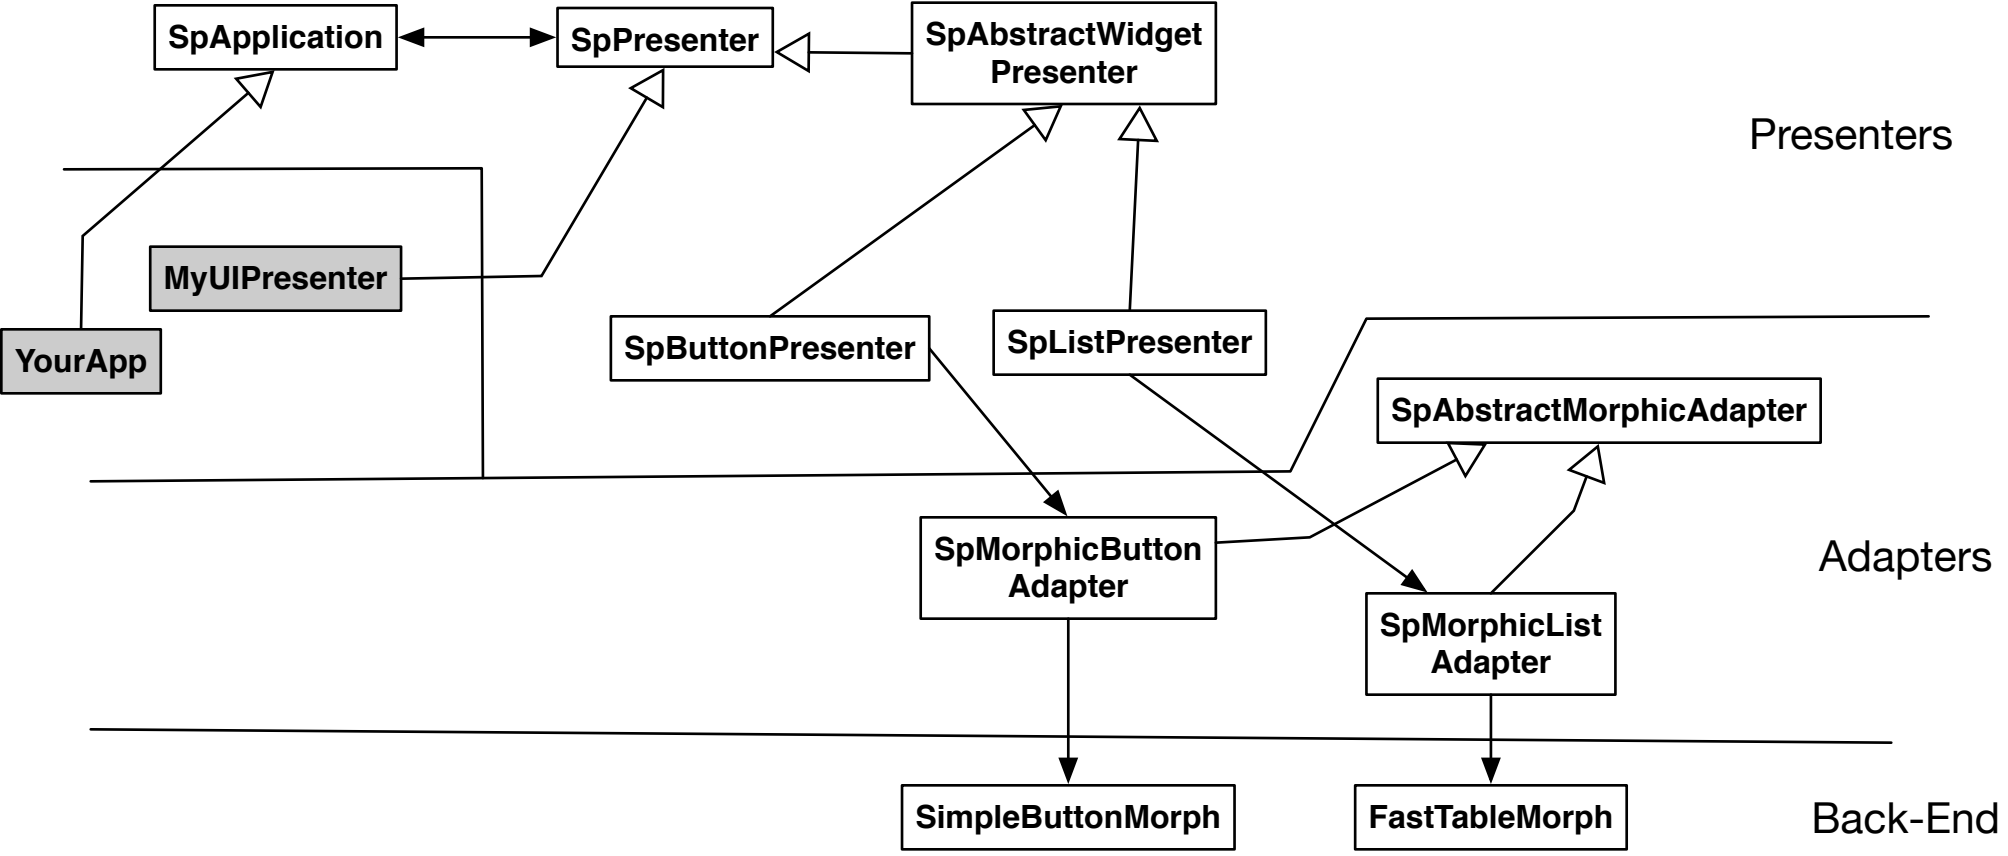 SpApplication
SpPresenter
SpAbstractWidget
Presenter
Presenters
MyUIPresenter
YourApp
SpButtonPresenter
SpListPresenter
SpAbstractMorphicAdapter
SpMorphicButton
Adapter
Adapters
SpMorphicList
Adapter
SimpleButtonMorph
FastTableMorph
Back-End